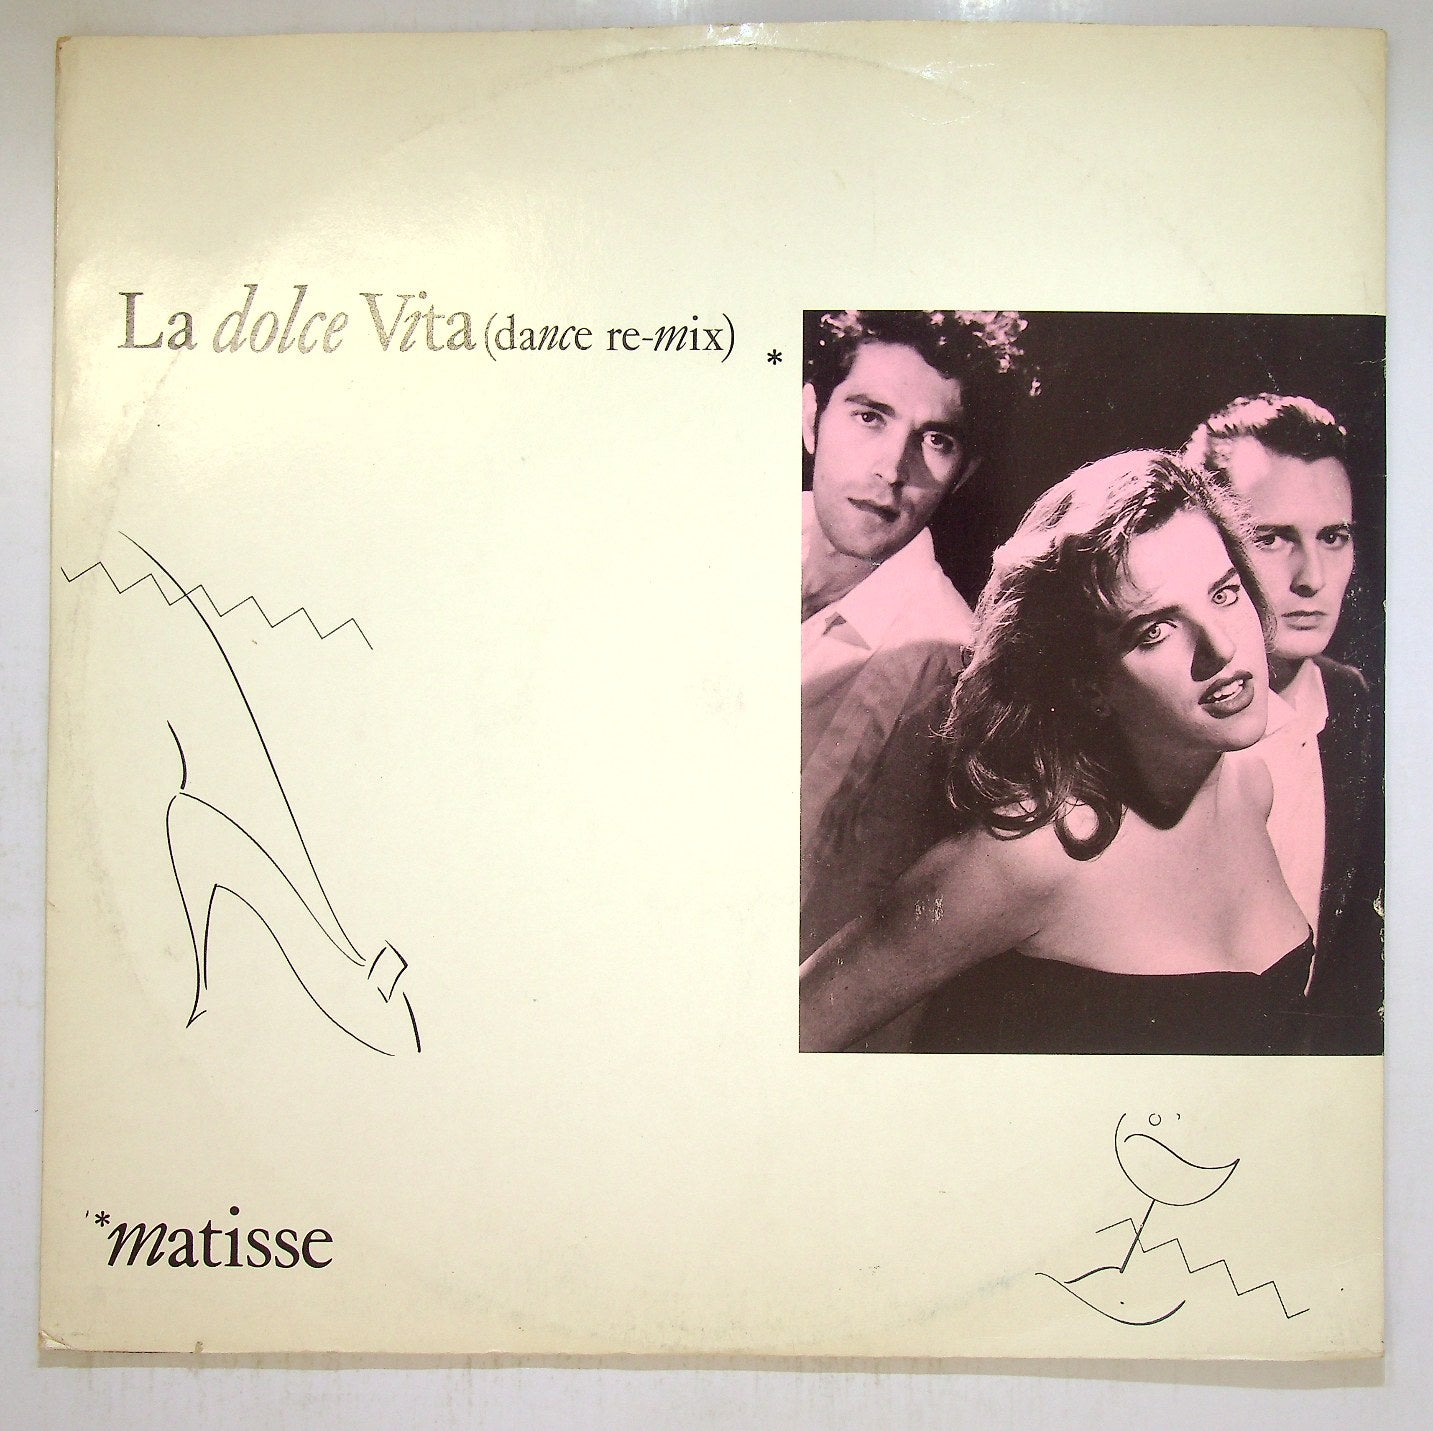 La dolce Vita (dance re-mix) *
*matisse